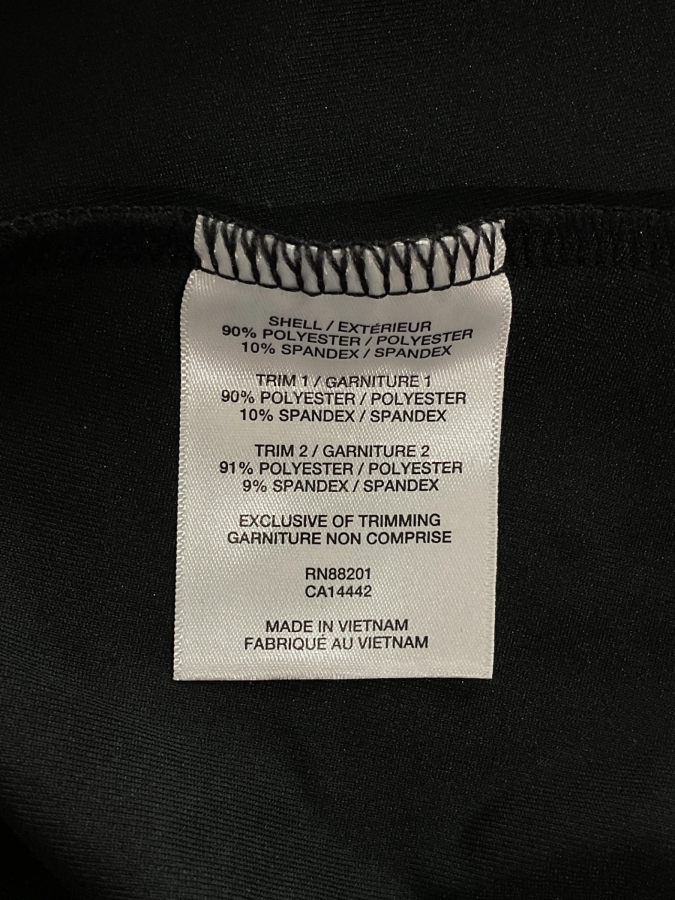 SHELL / EXTÉRIEUR
90% POLYESTER / POLYESTER
10% SPANDEX / SPANDEX
TRIM 1 / GARNITURE 1
90% POLYESTER / POLYESTER
10% SPANDEX / SPANDEX
TRIM 2 / GARNITURE 2
91% POLYESTER / POLYESTER
9% SPANDEX / SPANDEX
EXCLUSIVE OF TRIMMING
GARNITURE NON COMPRISE
RN88201
CA14442
MADE IN VIETNAM
FABRIQUÉ AU VIETNAM